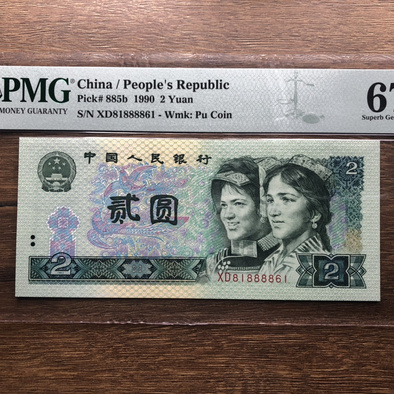 PMG®
MONEY GUARANTY
China / People's Republic
Pick# 885b 1990 2 Yuan
S/N XD81888861 - Wmk: Pu Coin
67
Superb Ge
中国人民银行
贰圆
2
2
2
XD81888861